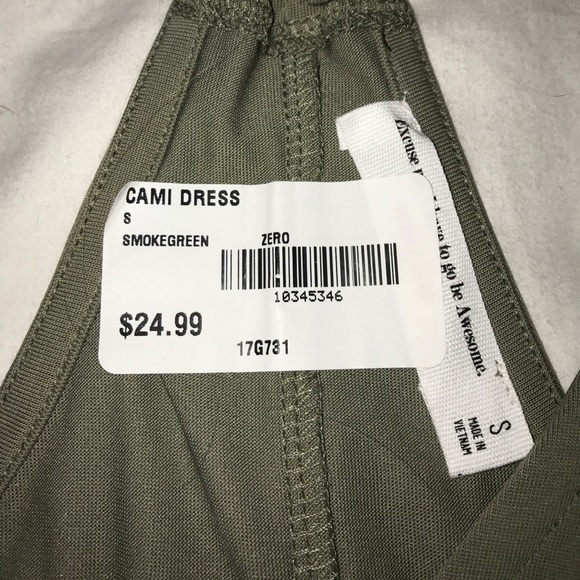 CAMI DRESS
S
SMOKEGREEN ZERO
10345346
$24.99
17G731
Excuse to go be Awesome.
S
MADE IN
VIETNAM